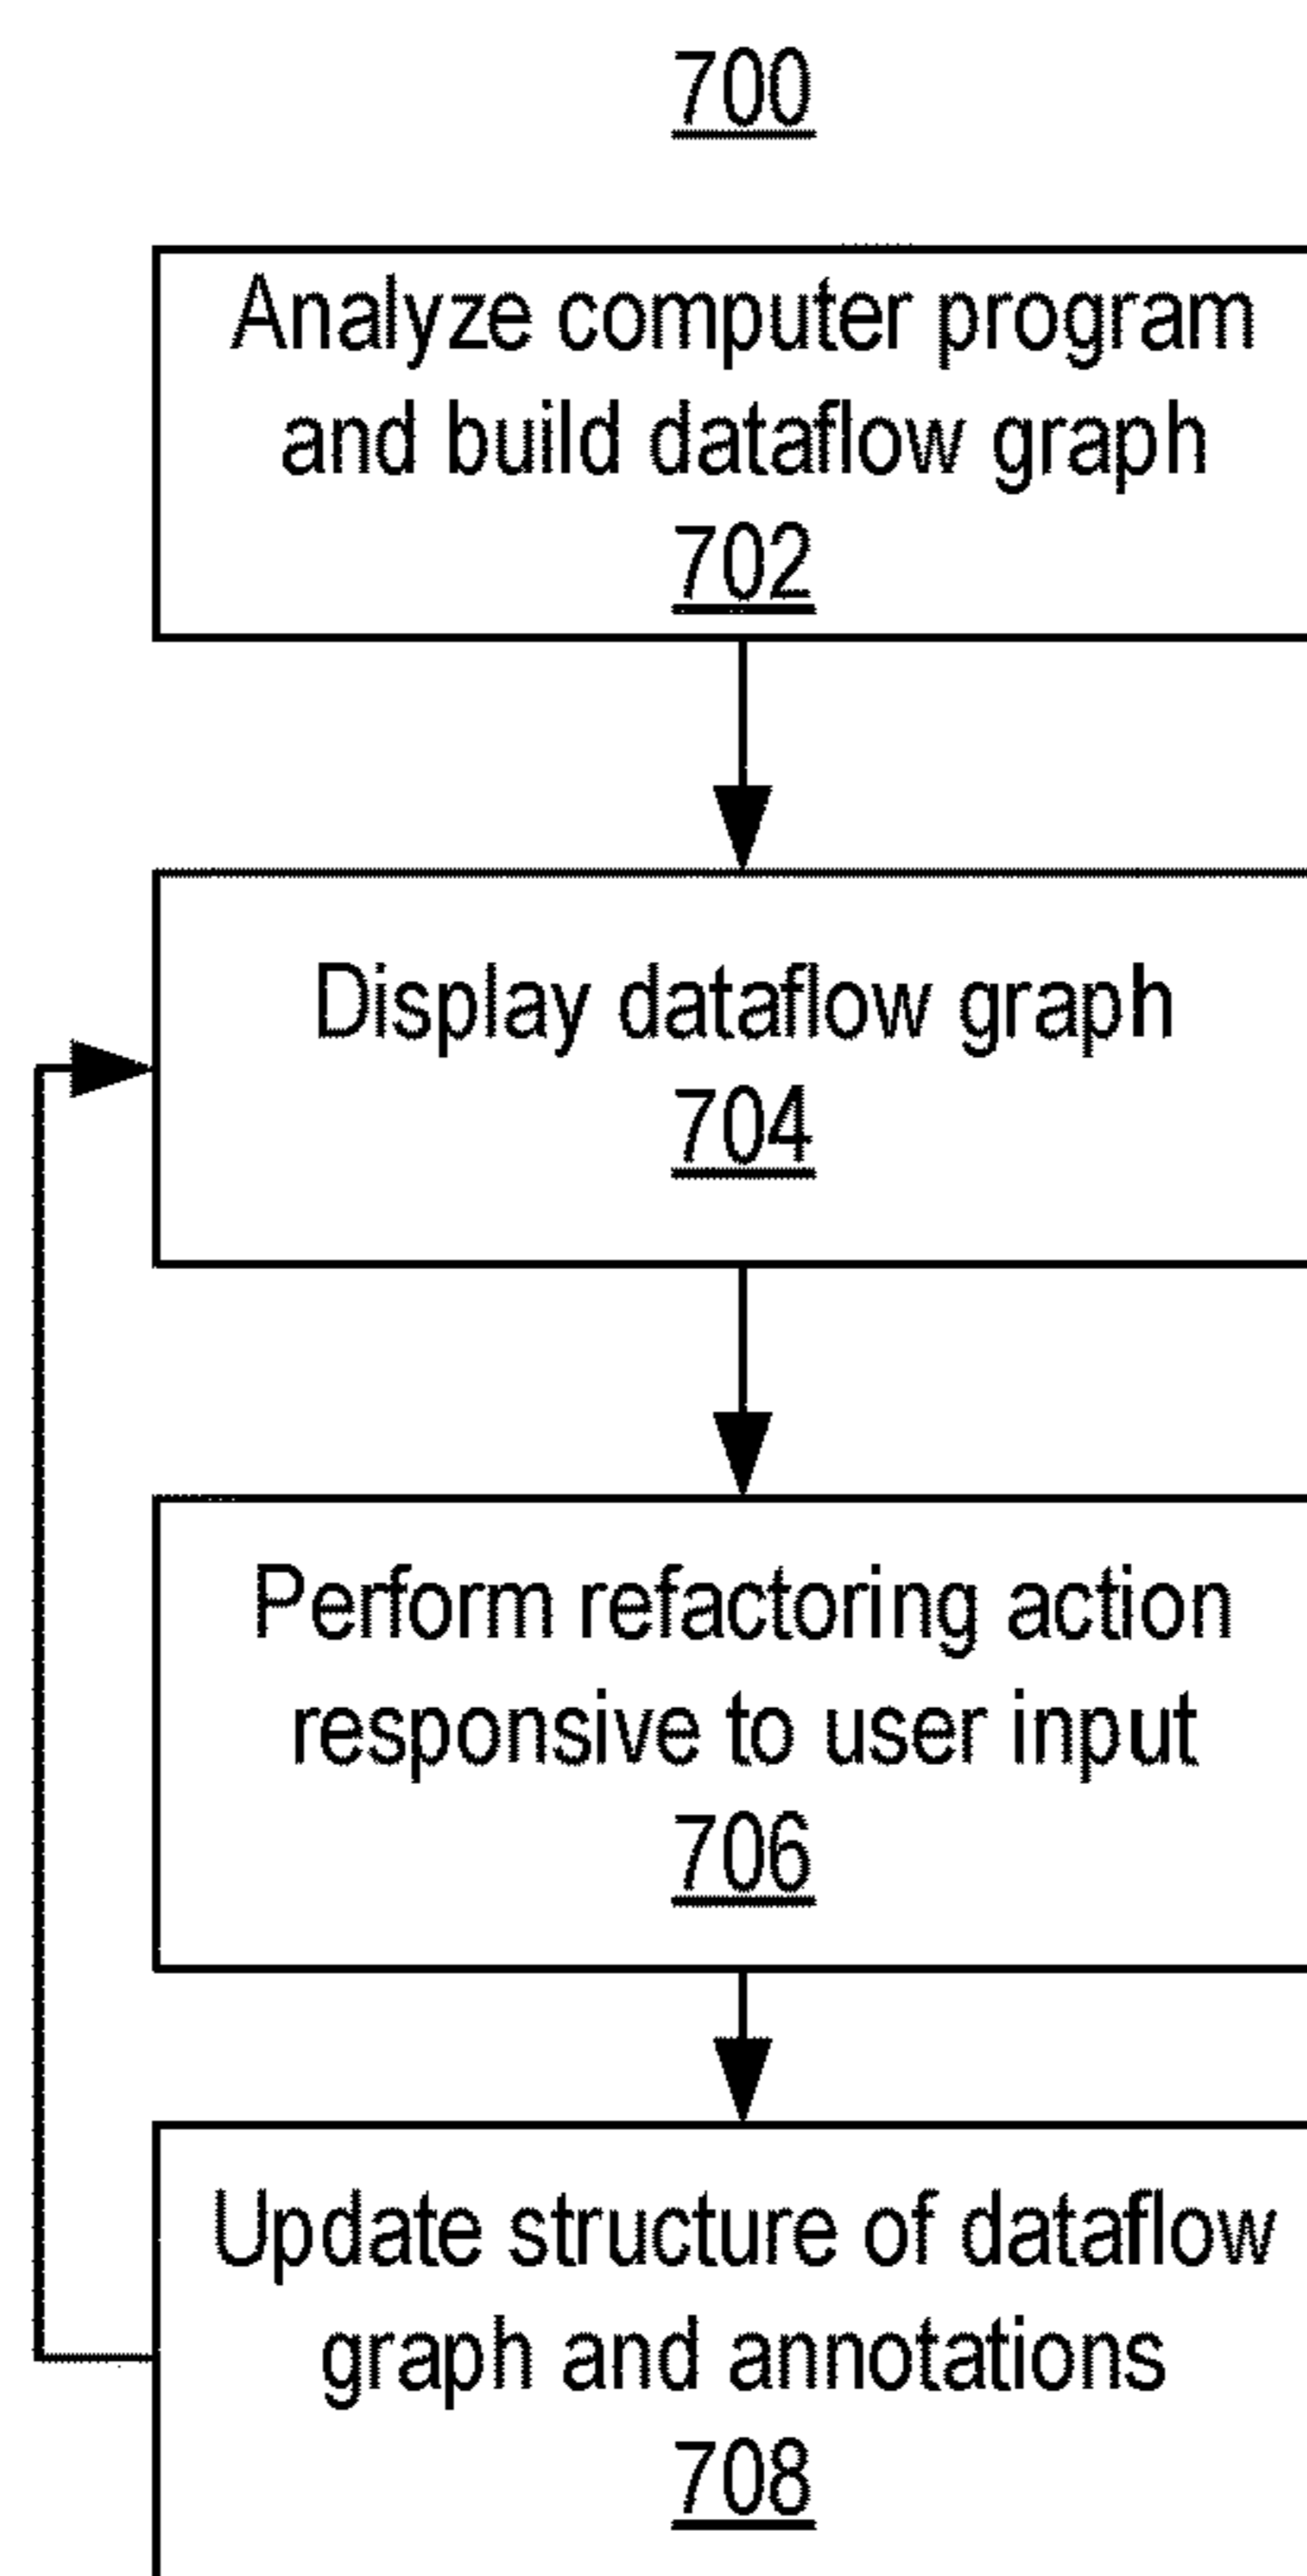 700
Analyze computer program
and build dataflow graph
702
Display dataflow graph
704
Perform refactoring action
responsive to user input
706
Update structure of dataflow
graph and annotations
708